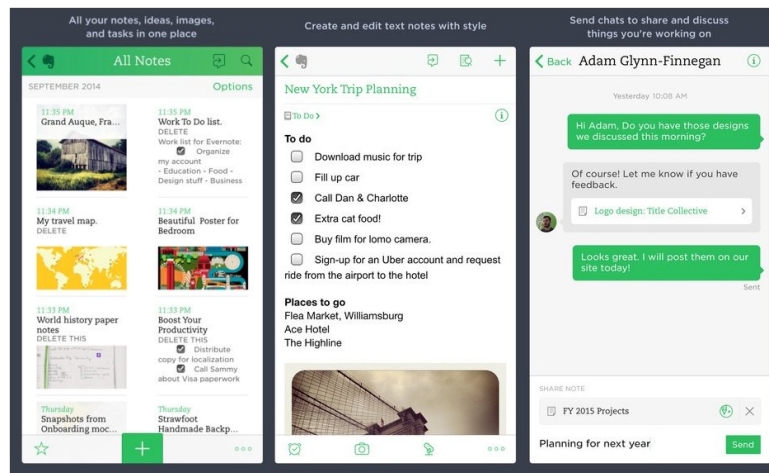 All your notes, ideas, images,
and tasks in one place
All Notes
SEPTEMBER 2014
Options
11:35 PM
Grand Auque, Fra...
11:35 PM
Work To Do list.
DELETE
Work list for Evernote:
Organize
my account
- Education - Food -
Design stuff - Business
11:34 PM
My travel map.
DELETE
11:34 PM
Beautiful Poster for
Bedroom
11:33 PM
World history paper
notes
DELETE THIS
11:33 PM
Boost Your
Productivity
DELETE THIS
Distribute
copy for localization
Call Sammy
about Visa paperwork
Thursday
Snapshots from
Onboarding moc...
Thursday
Strawfoot
Handmade Backp...
Create and edit text notes with style
New York Trip Planning
To Do
To do
Download music for trip
Fill up car
Call Dan & Charlotte
Extra cat food!
Buy film for lomo camera.
Sign-up for an Uber account and request
ride from the airport to the hotel
Places to go
Flea Market, Williamsburg
Ace Hotel
The Highline
Send chats to share and discuss
things you're working on
Back
Adam Glynn-Finnegan
Yesterday 10:08 AM
Hi Adam, Do you have those designs
we discussed this morning?
Of course! Let me know if you have
feedback.
Logo design: Title Collective
Looks great. I will post them on our
site today!
Sent
SHARE NOTE
FY 2015 Projects
Planning for next year
Send